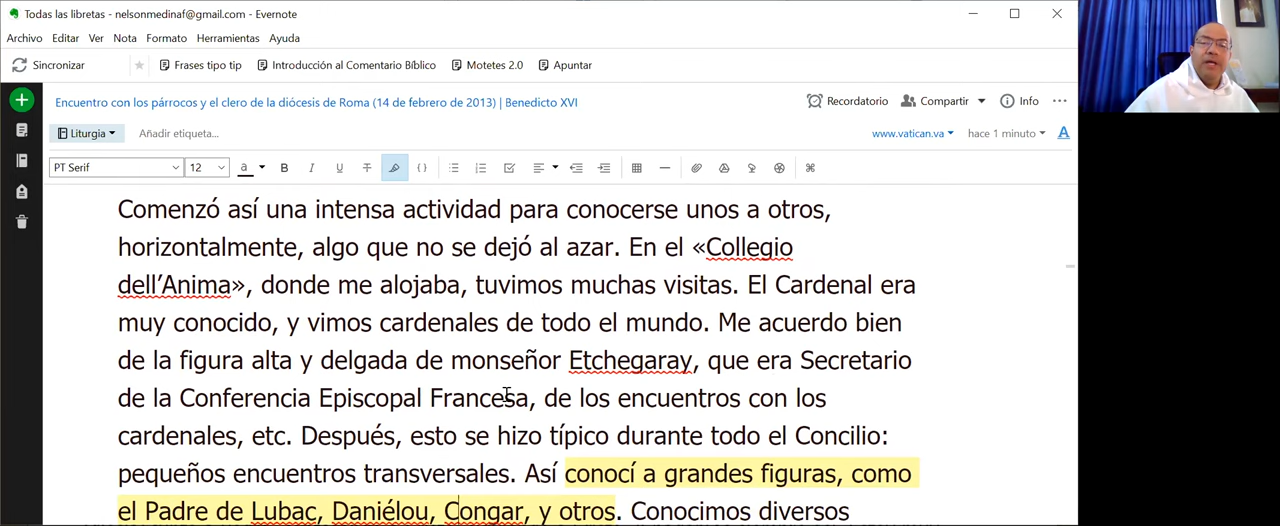 Todas las libretas - nelsonmedinaf@gmail.com - Evernote
Archivo Editar Ver Nota Formato Herramientas Ayuda
Sincronizar Frases tipo tip Introducción al Comentario Bíblico Motetes 2.0 Apuntar
Encuentro con los párrocos y el clero de la diócesis de Roma (14 de febrero de 2013) | Benedicto XVI Recordatorio Compartir Info
Liturgia Añadir etiqueta... www.vatican.va hace 1 minuto A
PT Serif 12 a B I U T { }
Comenzó así una intensa actividad para conocerse unos a otros,
horizontalmente, algo que no se dejó al azar. En el «Collegio
dell’Anima», donde me alojaba, tuvimos muchas visitas. El Cardenal era
muy conocido, y vimos cardenales de todo el mundo. Me acuerdo bien
de la figura alta y delgada de monseñor Etchegaray, que era Secretario
de la Conferencia Episcopal Francesa, de los encuentros con los
cardenales, etc. Después, esto se hizo típico durante todo el Concilio:
pequeños encuentros transversales. Así conocí a grandes figuras, como
el Padre de Lubac, Daniélou, Congar, y otros. Conocimos diversos